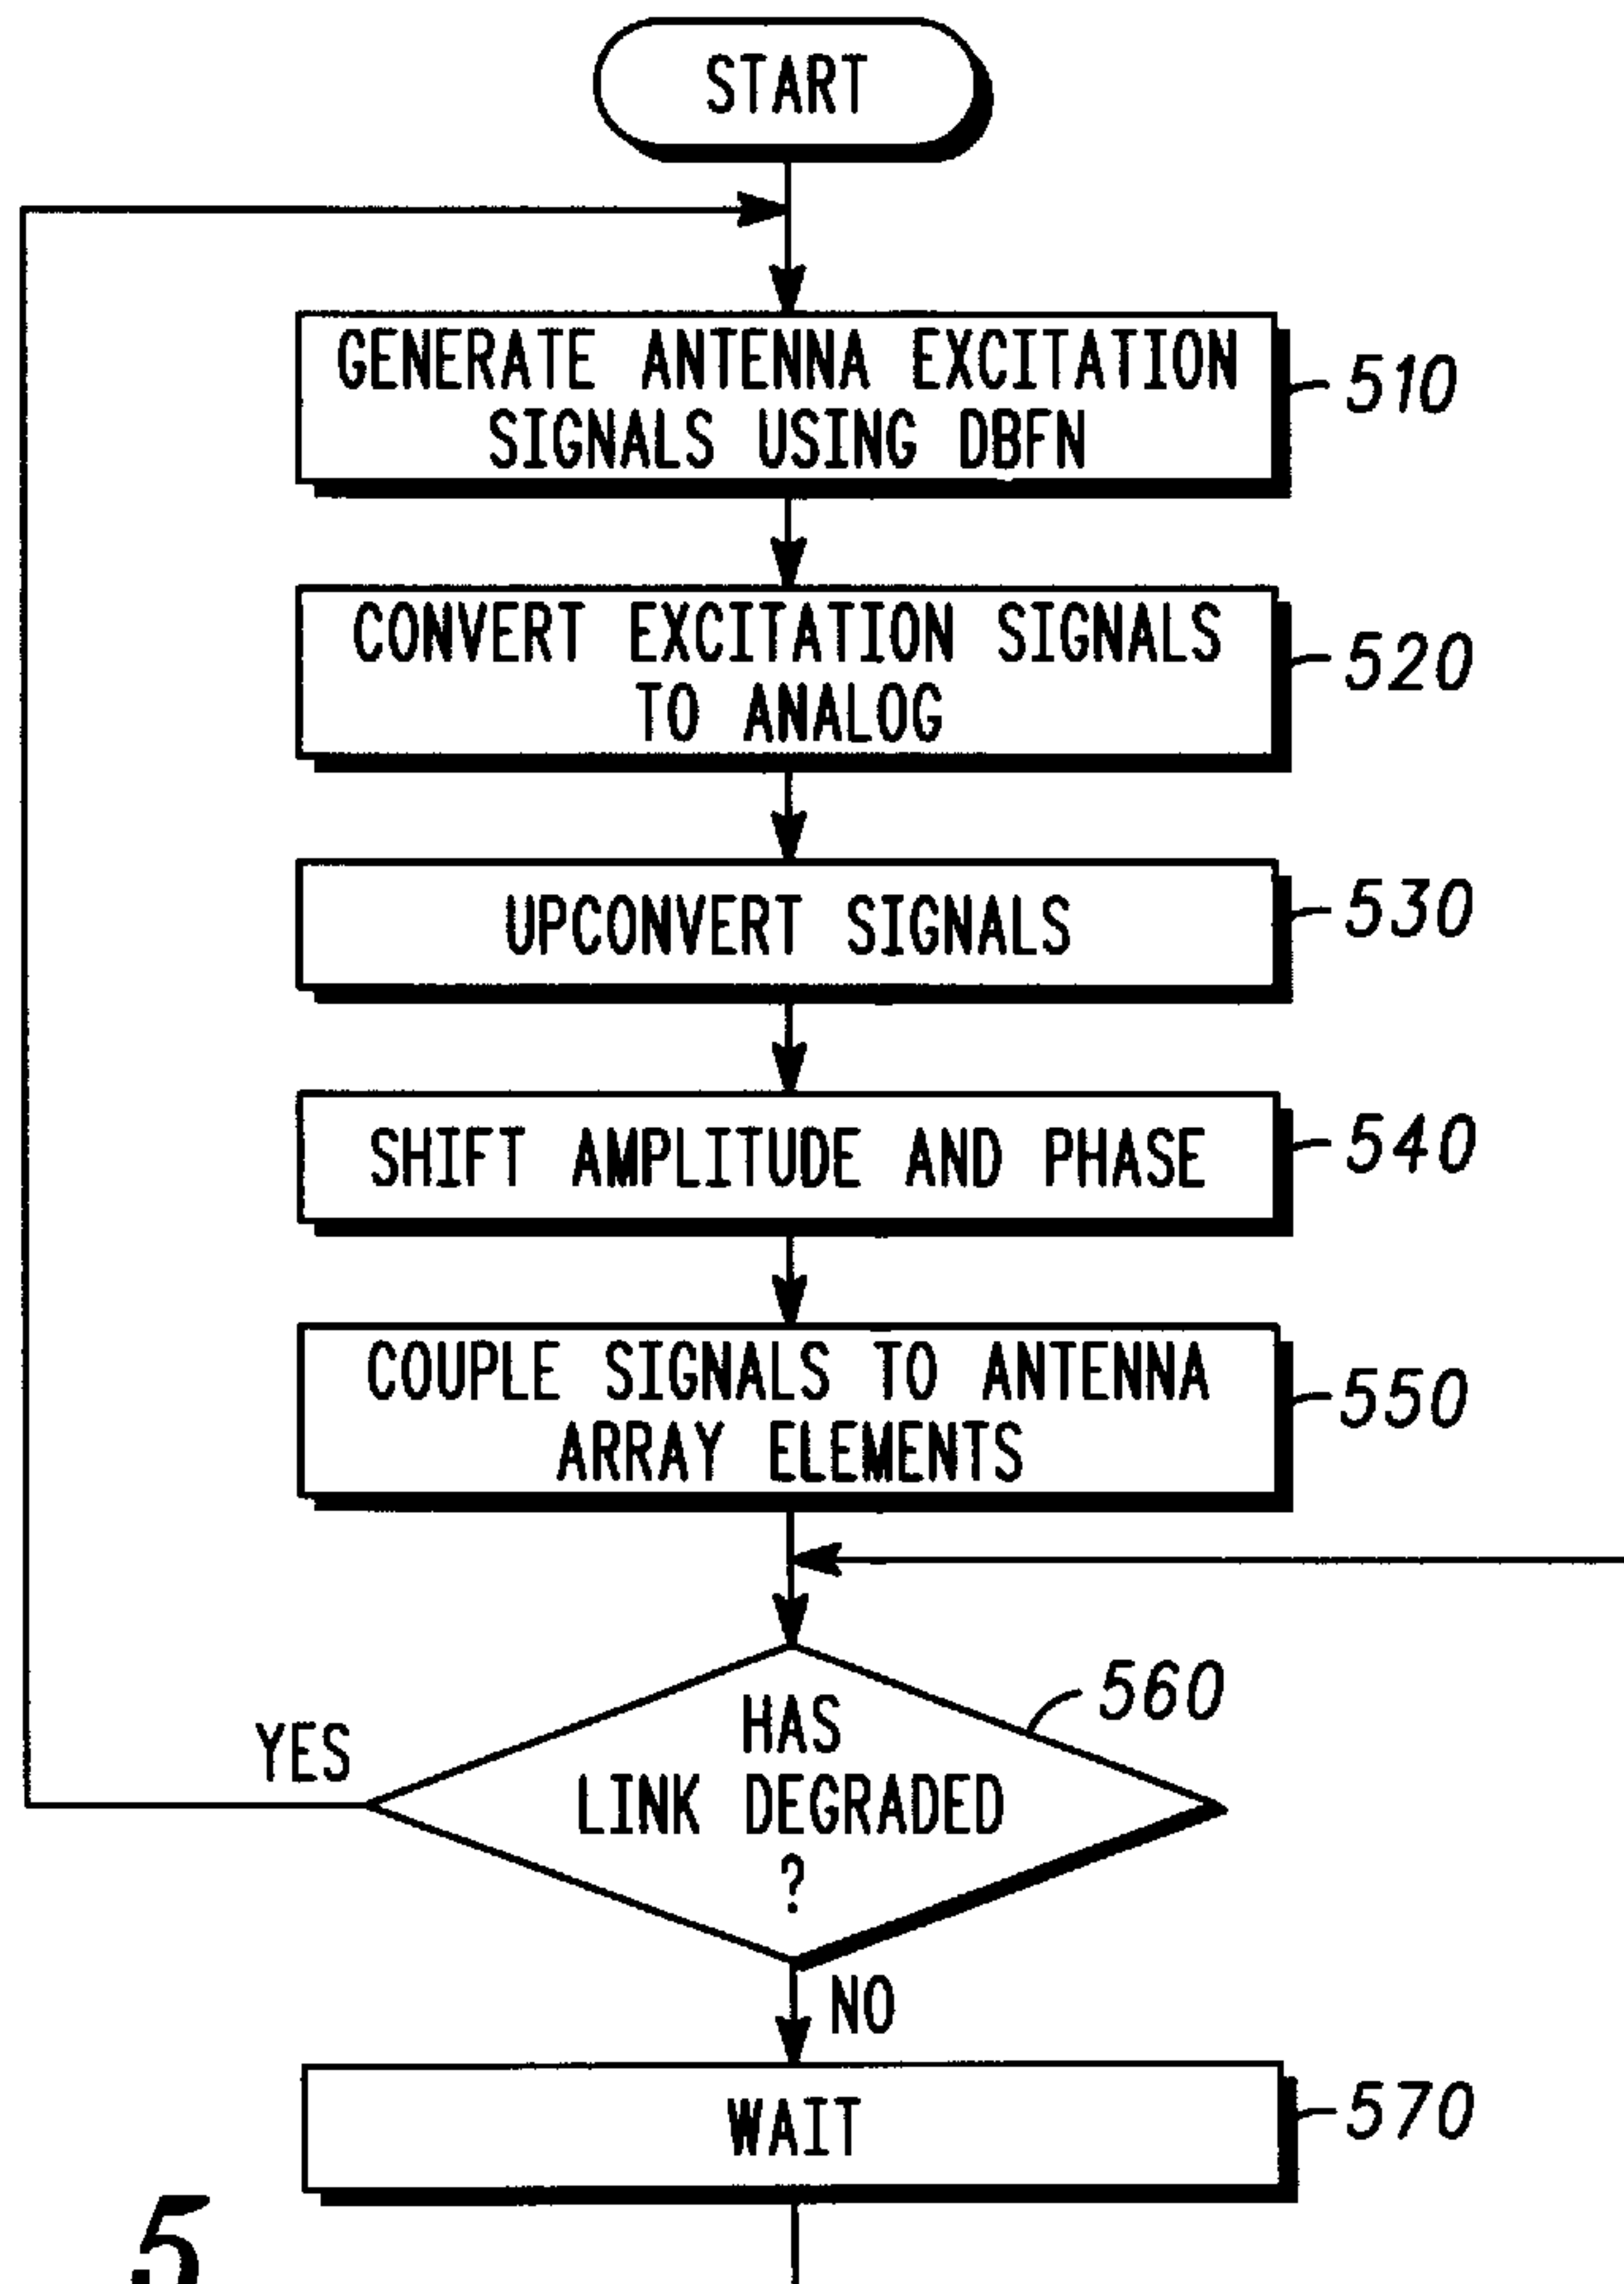 START
GENERATE ANTENNA EXCITATION
SIGNALS USING DBFN
510
CONVERT EXCITATION SIGNALS
TO ANALOG
520
UPCONVERT SIGNALS
530
SHIFT AMPLITUDE AND PHASE
540
COUPLE SIGNALS TO ANTENNA
ARRAY ELEMENTS
550
HAS
LINK DEGRADED
?
560
YES
NO
WAIT
570
5